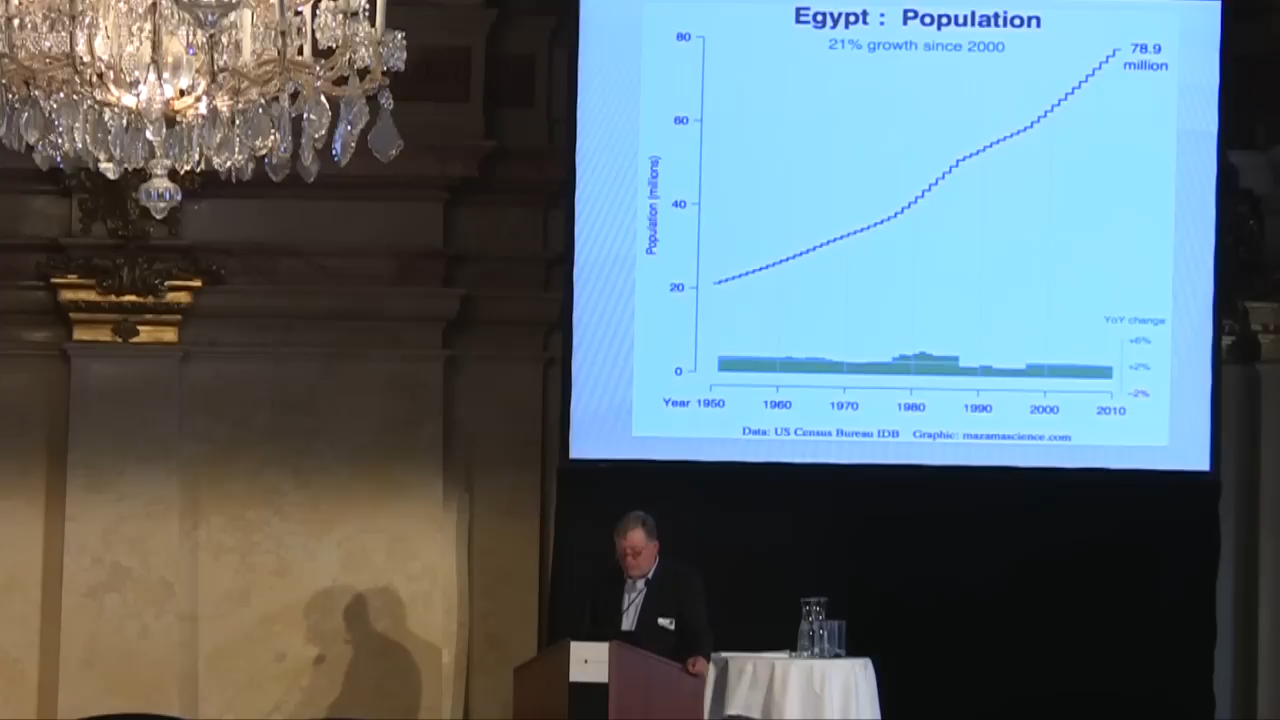 Egypt : Population
21% growth since 2000
78.9
million
80
60
40
20
0
Population (millions)
YoY change
+6%
+2%
-2%
Year 1950 1960 1970 1980 1990 2000 2010
Data: US Census Bureau IDB Graphic: mazamascience.com